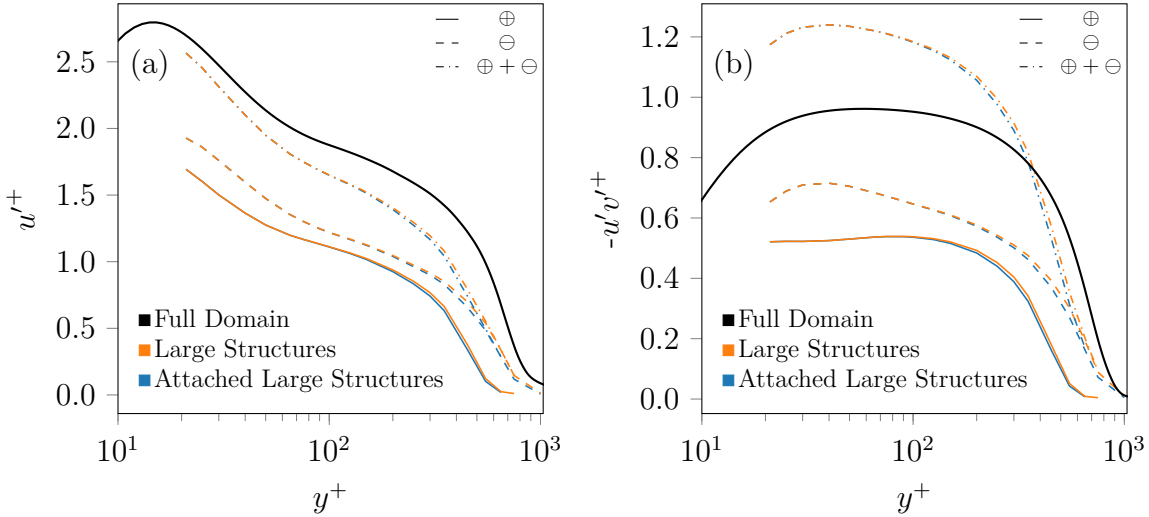 (a)
⊕
⊖
⊕ + ⊖
2.5
2.0
1.5
1.0
0.5
0.0
u′⁺
Full Domain
Large Structures
Attached Large Structures
10¹
10²
10³
y⁺
(b)
⊕
⊖
⊕ + ⊖
1.2
1.0
0.8
0.6
0.4
0.2
0.0
-u′v′⁺
Full Domain
Large Structures
Attached Large Structures
10¹
10²
10³
y⁺